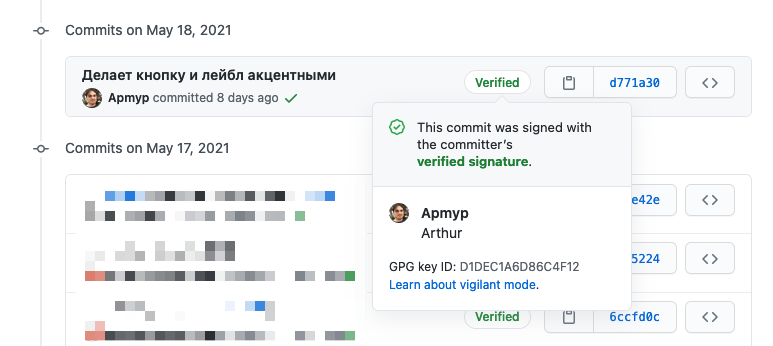 Commits on May 18, 2021
Делает кнопку и лейбл акцентными
Артур committed 8 days ago
Verified
d771a30
This commit was signed with
the committer's
verified signature.
Commits on May 17, 2021
e42e
Артур
Arthur
5224
GPG key ID: D1DEC1A6D86C4F12
Learn about vigilant mode.
Verified
6ccfd0c